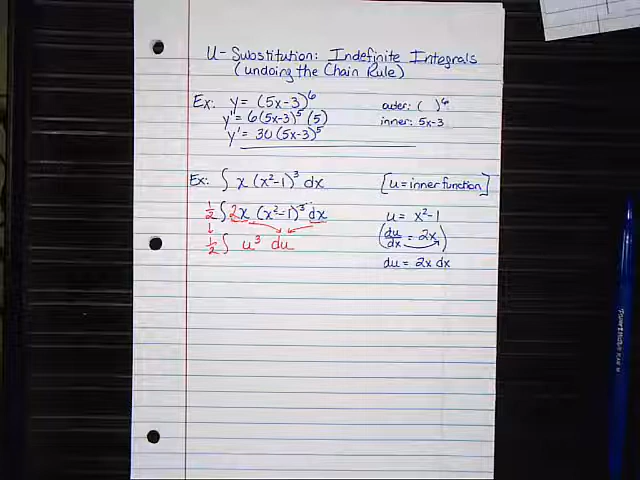 U-Substitution: Indefinite Integrals
(undoing the Chain Rule)
Ex: y = (5x-3)^6
outer: ( )^6
y' = 6(5x-3)^5 (5)
inner: 5x-3
y' = 30(5x-3)^5
Ex: ∫ x (x²-1)³ dx
[u = inner function]
½ ∫ 2x (x²-1)³ dx
u = x²-1
(du/dx = 2x)
½ ∫ u³ du
du = 2x dx